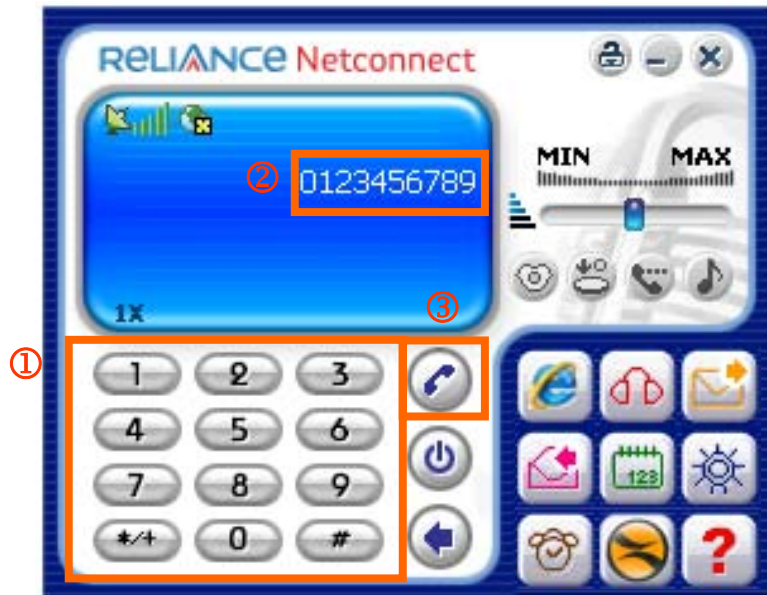 RELIANCE Netconnect
MIN MAX
② 0123456789
1X ③
①
1 2 3
4 5 6
7 8 9
*/+ 0 #
123
?